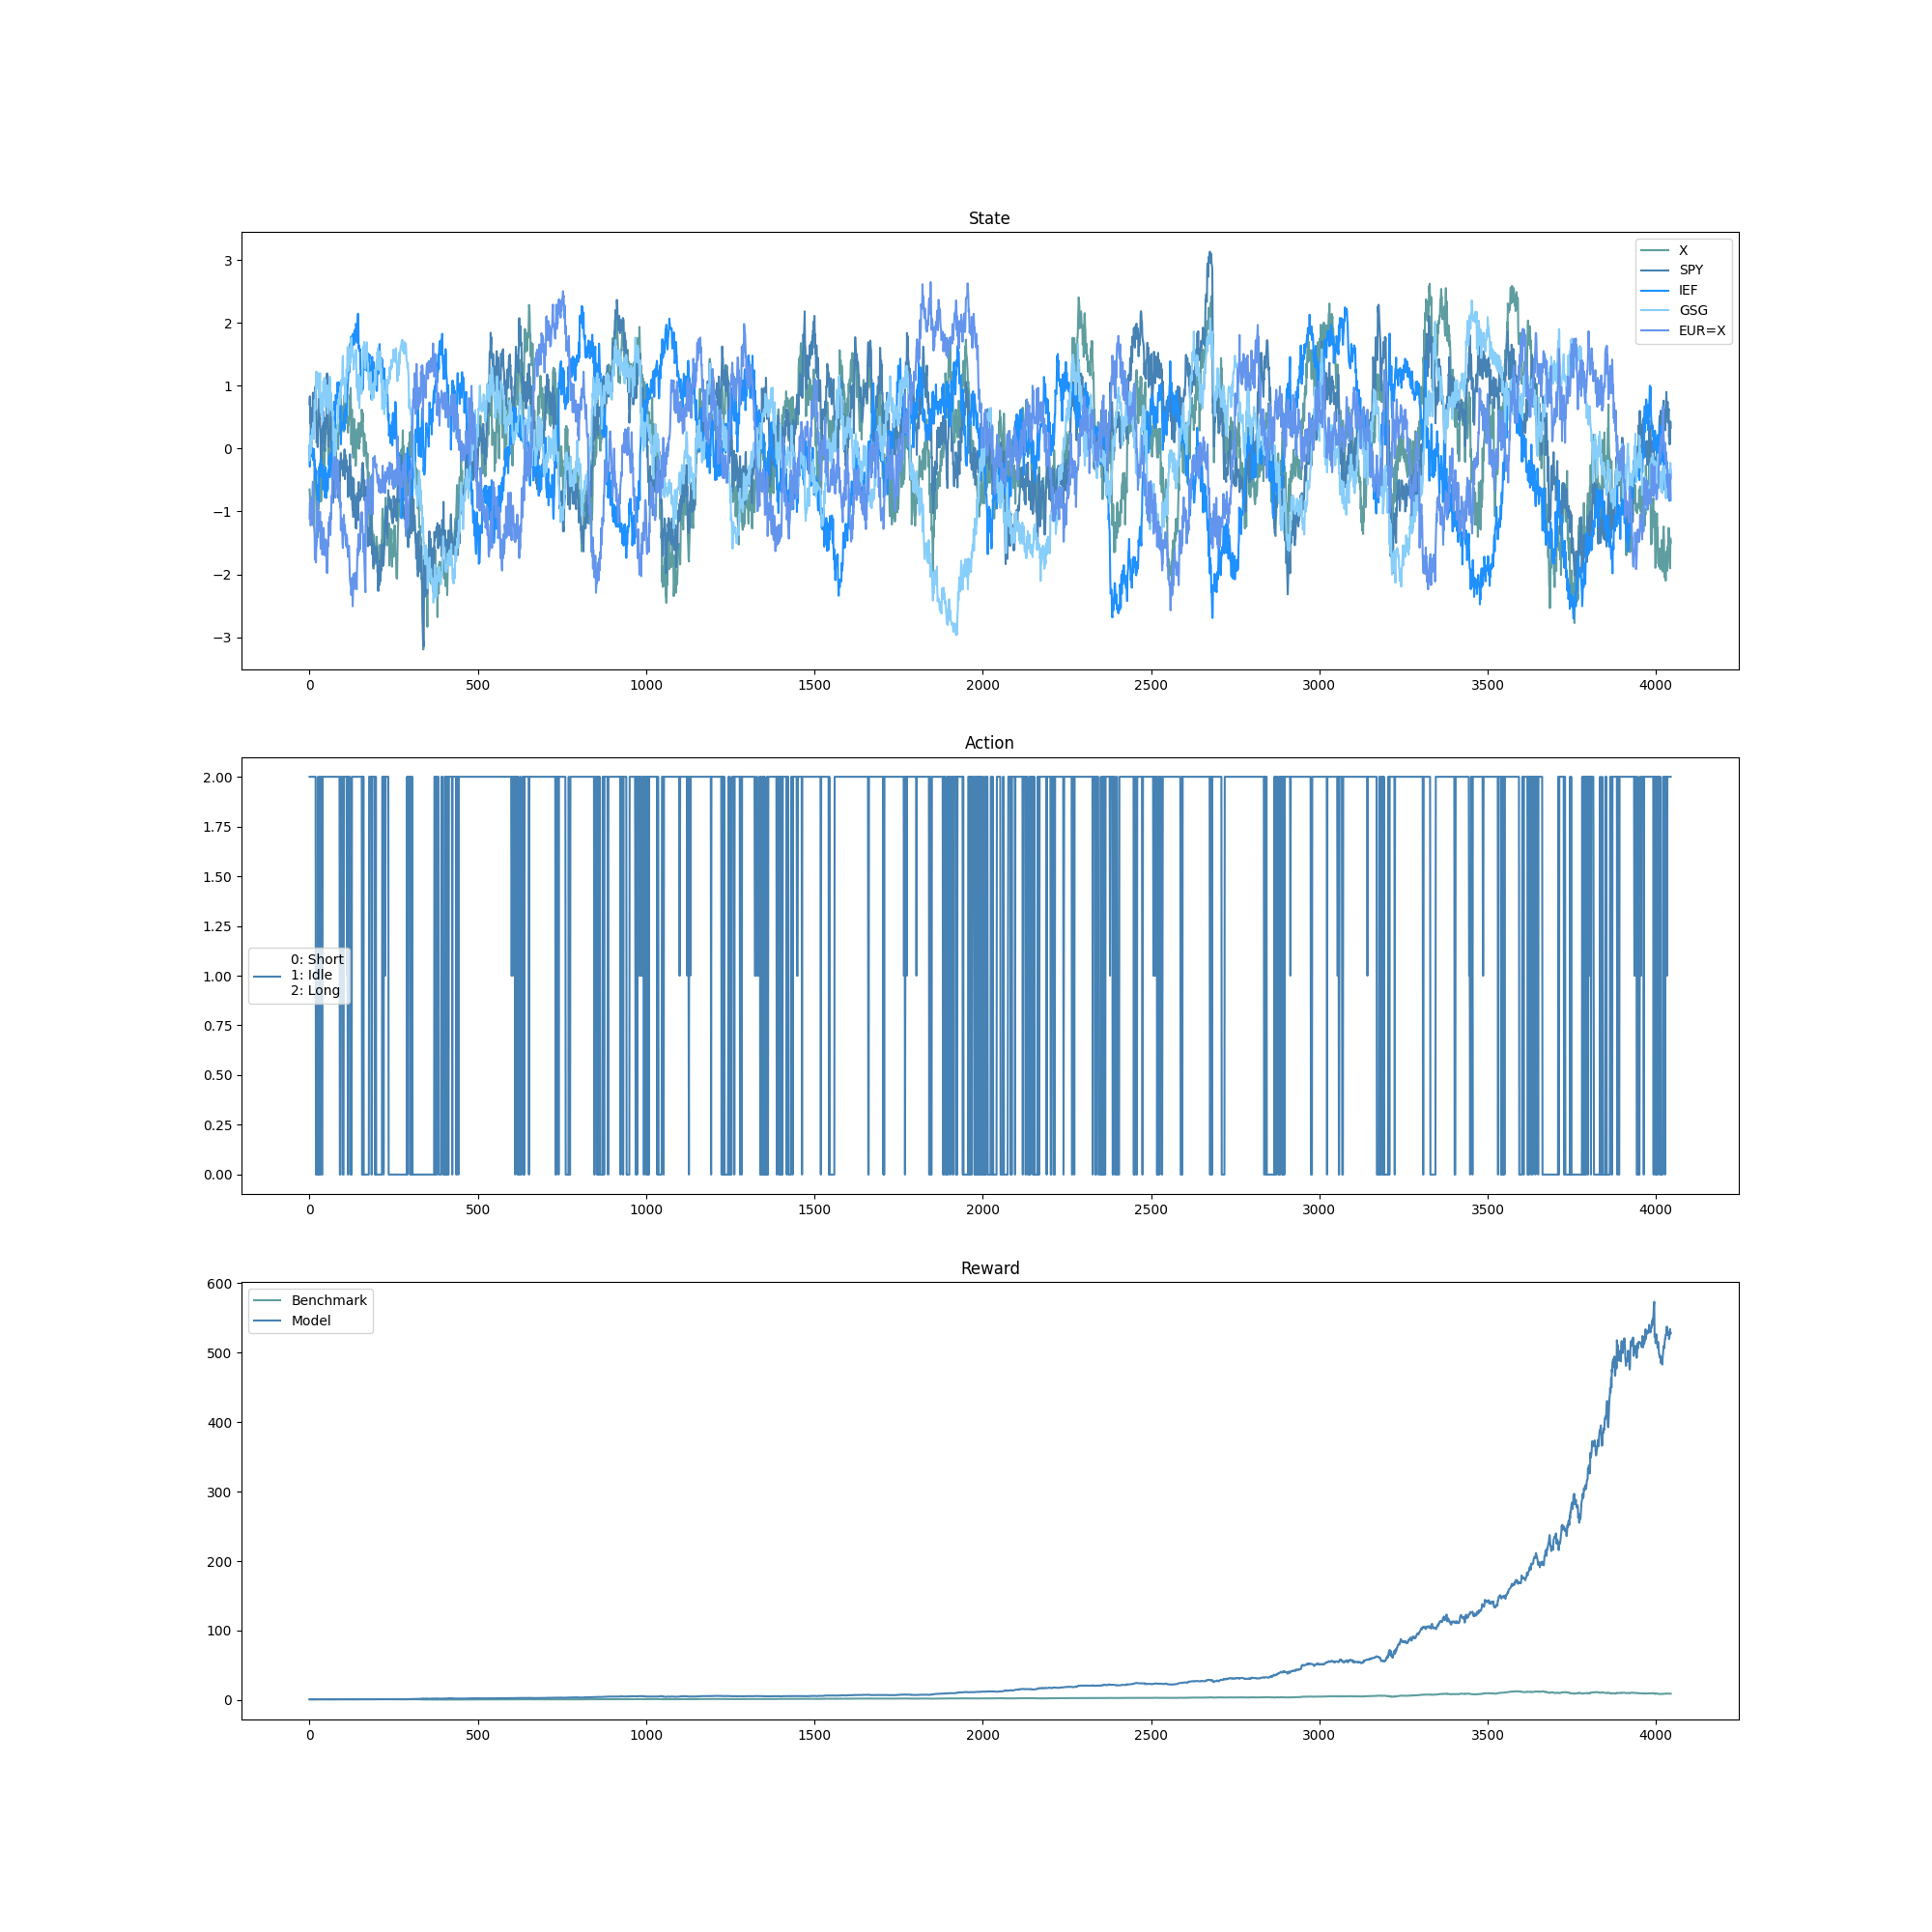 State
3
2
1
0
−1
−2
−3
X
SPY
IEF
GSG
EUR=X
0 500 1000 1500 2000 2500 3000 3500 4000
Action
2.00
1.75
1.50
1.25
1.00
0.75
0.50
0.25
0.00
0: Short
1: Idle
2: Long
0 500 1000 1500 2000 2500 3000 3500 4000
Reward
600
500
400
300
200
100
0
Benchmark
Model
0 500 1000 1500 2000 2500 3000 3500 4000